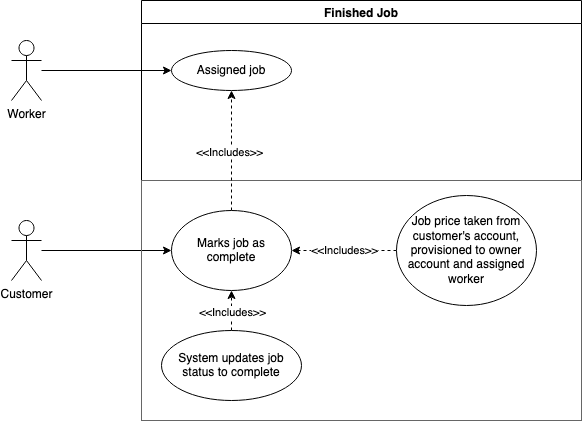 Finished Job
Assigned job
Worker
<<Includes>>
Marks job as
complete
<<Includes>>
Job price taken from
customer's account,
provisioned to owner
account and assigned
worker
Customer
<<Includes>>
System updates job
status to complete